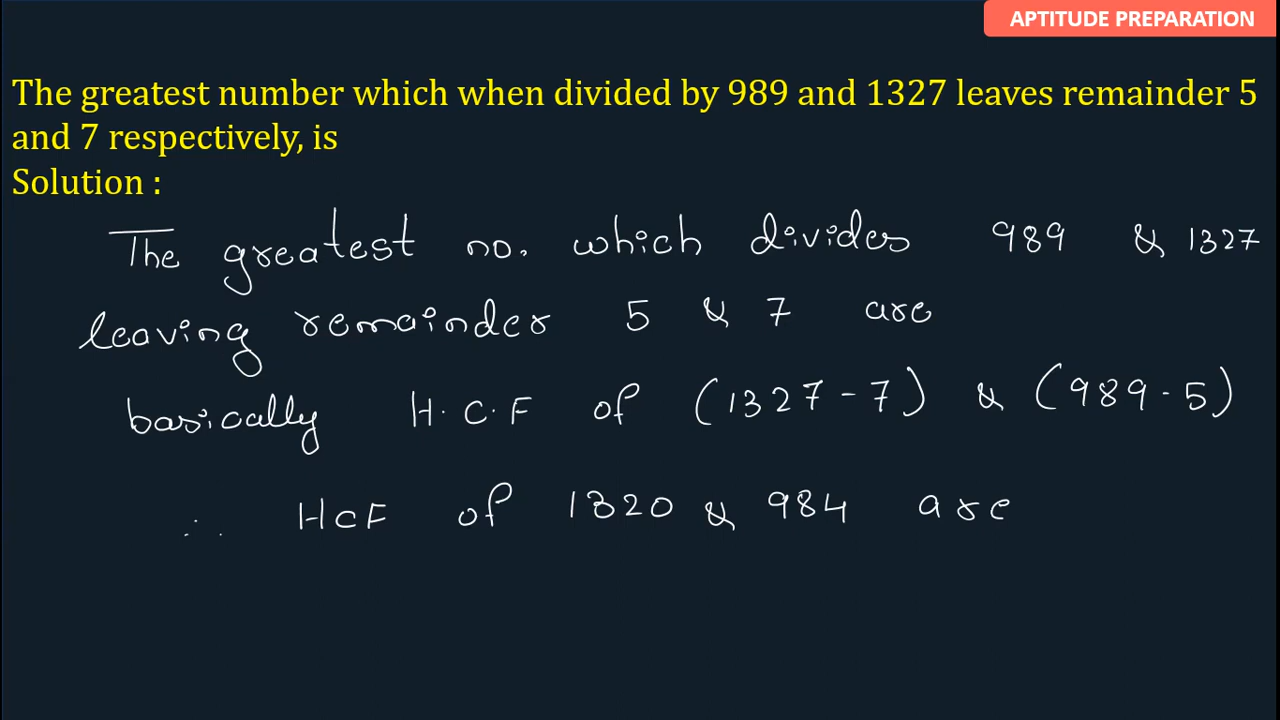 APTITUDE PREPARATION
The greatest number which when divided by 989 and 1327 leaves remainder 5
and 7 respectively, is
Solution :
The greatest no. which divides 989 & 1327
leaving remainder 5 & 7 are
basically H.C.F of (1327-7) & (989-5)
∴ HCF of 1320 & 984 are